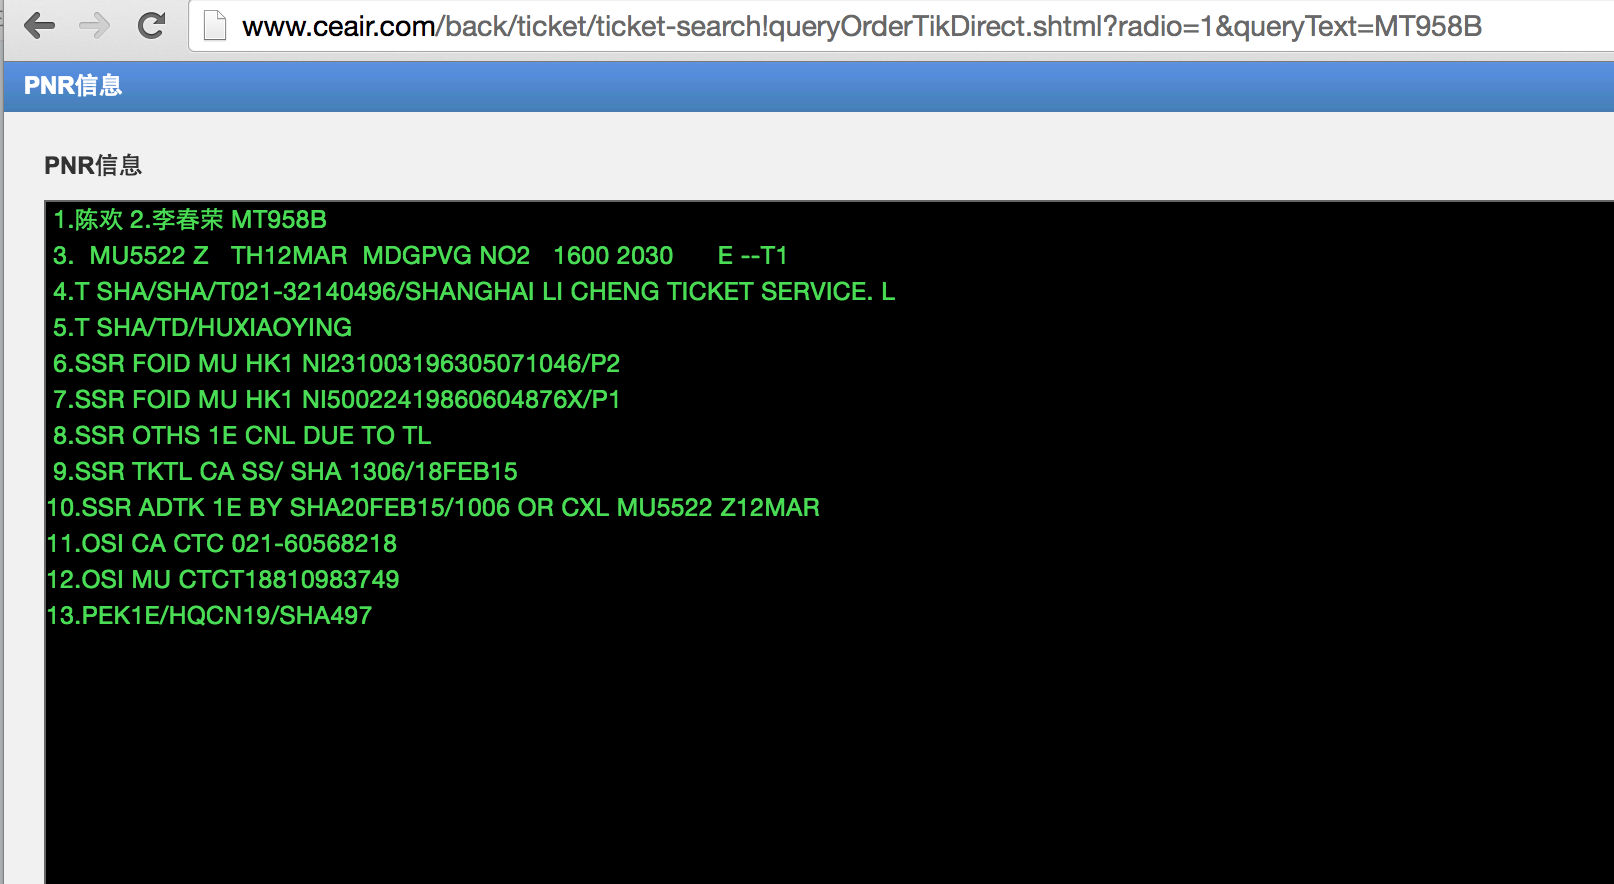 www.ceair.com/back/ticket/ticket-search!queryOrderTikDirect.shtml?radio=1&queryText=MT958B
PNR信息
PNR信息
1.陈欢 2.李春荣 MT958B
3.  MU5522 Z   TH12MAR  MDGPVG NO2   1600 2030      E --T1
4.T SHA/SHA/T021-32140496/SHANGHAI LI CHENG TICKET SERVICE. L
5.T SHA/TD/HUXIAOYING
6.SSR FOID MU HK1 NI231003196305071046/P2
7.SSR FOID MU HK1 NI50022419860604876X/P1
8.SSR OTHS 1E CNL DUE TO TL
9.SSR TKTL CA SS/ SHA 1306/18FEB15
10.SSR ADTK 1E BY SHA20FEB15/1006 OR CXL MU5522 Z12MAR
11.OSI CA CTC 021-60568218
12.OSI MU CTCT18810983749
13.PEK1E/HQCN19/SHA497